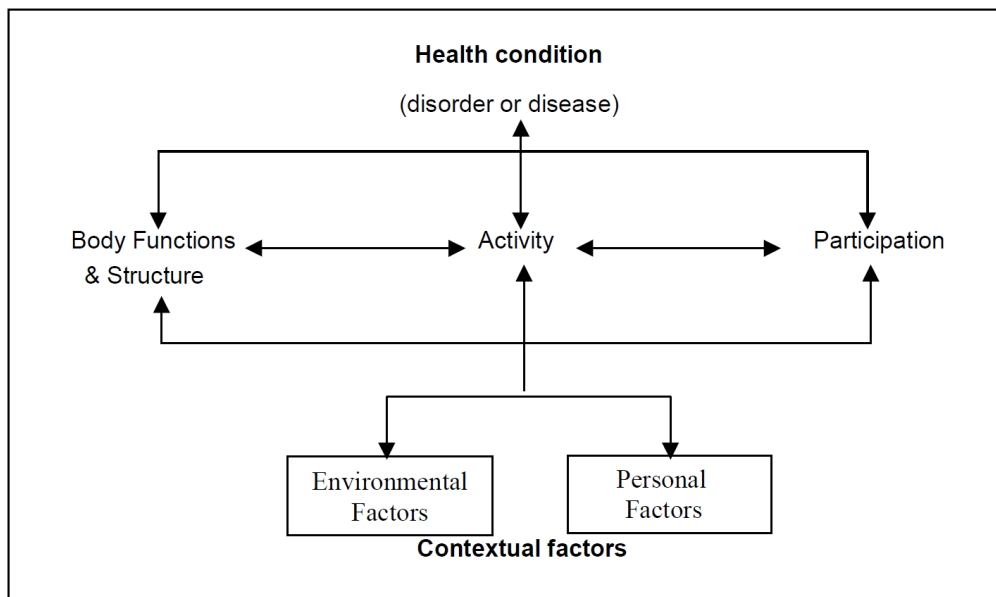 Health condition
(disorder or disease)
Body Functions
& Structure
Activity
Participation
Environmental
Factors
Personal
Factors
Contextual factors